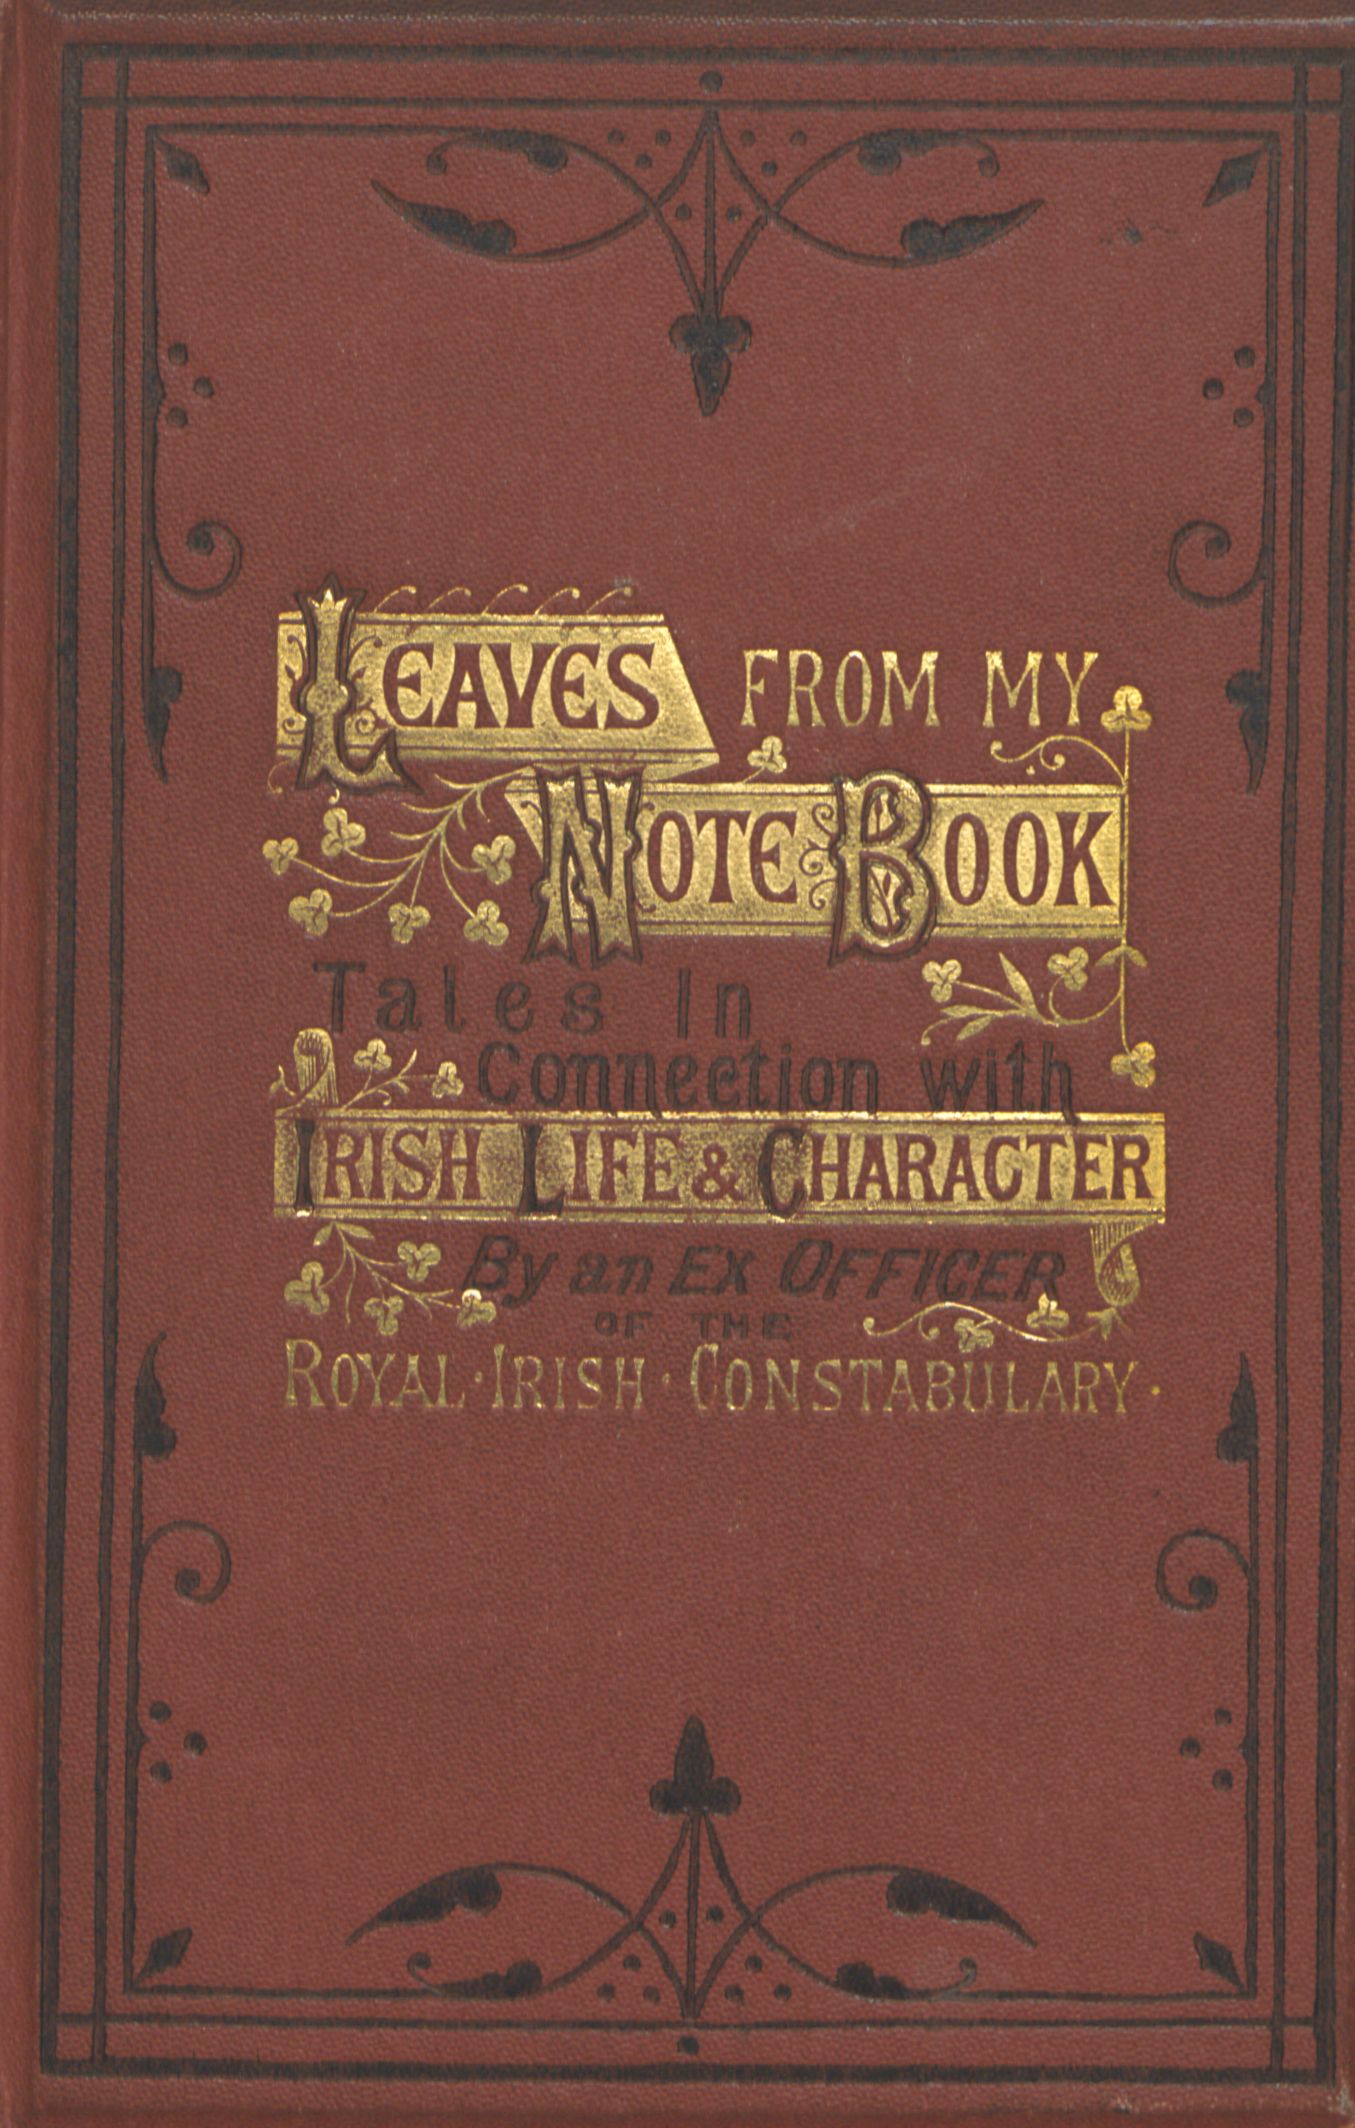 LEAVES FROM MY
NOTE BOOK
Tales In
Connection with
IRISH LIFE & CHARACTER
By an EX OFFICER
OF THE
ROYAL · IRISH · CONSTABULARY ·